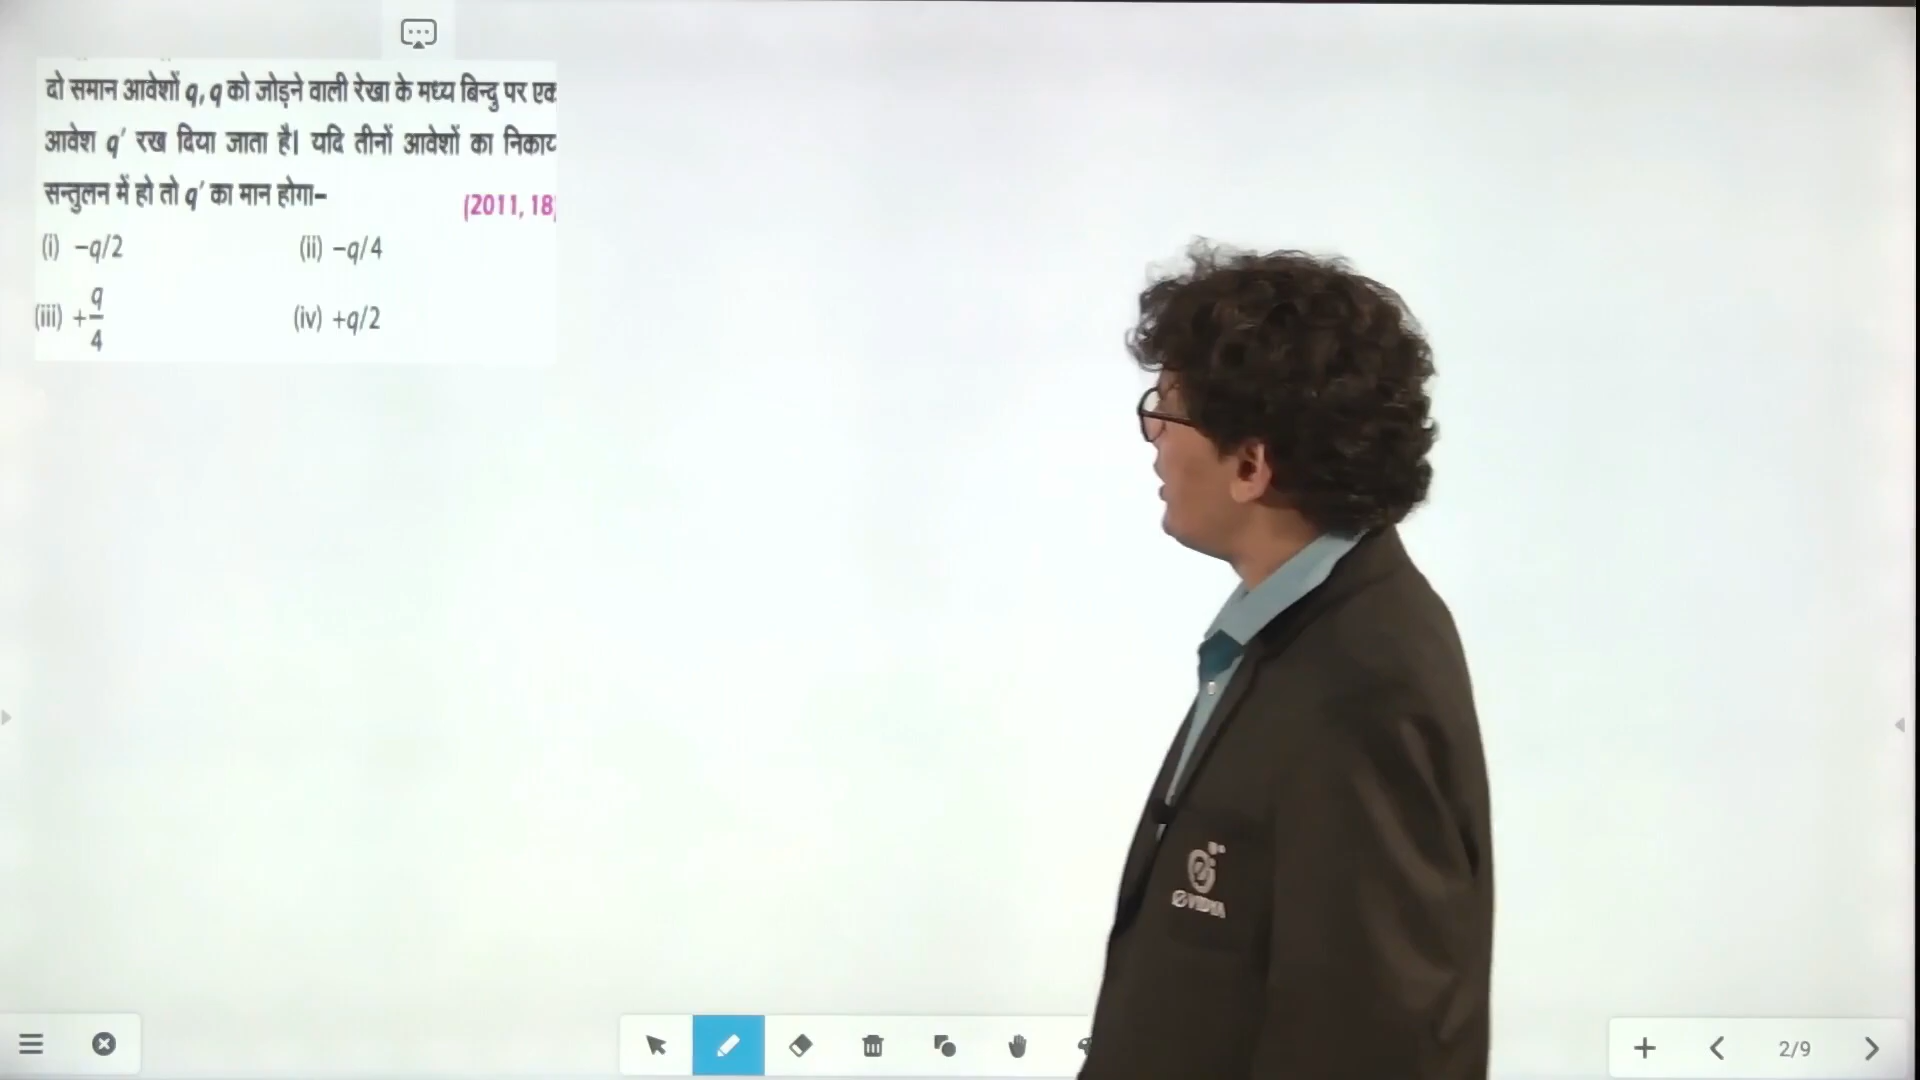 दो समान आवेशों q, q को जोड़ने वाली रेखा के मध्य बिन्दु पर एक
आवेश q′ रख दिया जाता है। यदि तीनों आवेशों का निकाय
सन्तुलन में हो तो q′ का मान होगा–
(2011, 18)
(i) –q/2 (ii) –q/4
(iii) +q/4 (iv) +q/2
VIDYA
2/9